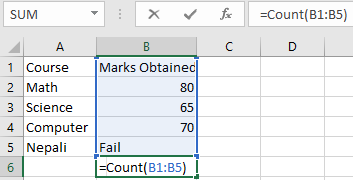 SUM fx =Count(B1:B5)
A B C D
1 Course Marks Obtained
2 Math 80
3 Science 65
4 Computer 70
5 Nepali Fail
6 =Count(B1:B5)